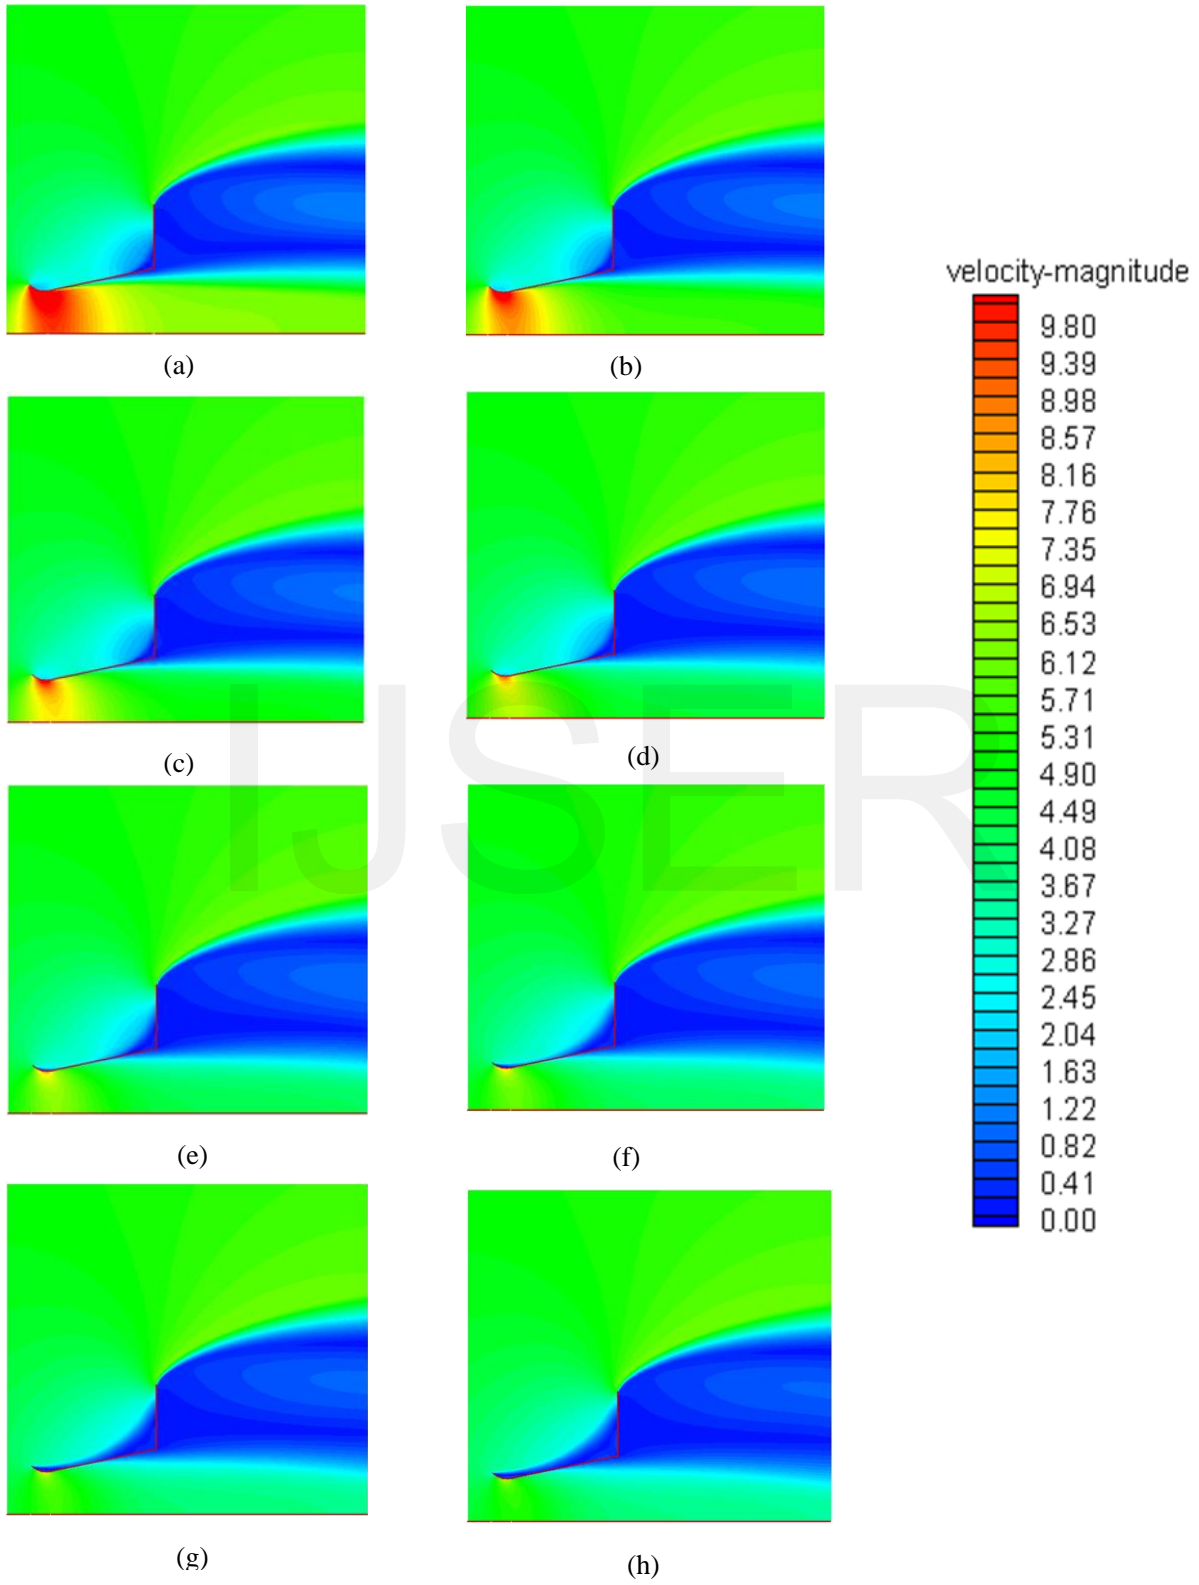 (a)
(b)
(c)
(d)
(e)
(f)
(g)
(h)
velocity-magnitude
9.80
9.39
8.98
8.57
8.16
7.76
7.35
6.94
6.53
6.12
5.71
5.31
4.90
4.49
4.08
3.67
3.27
2.86
2.45
2.04
1.63
1.22
0.82
0.41
0.00
IJSER